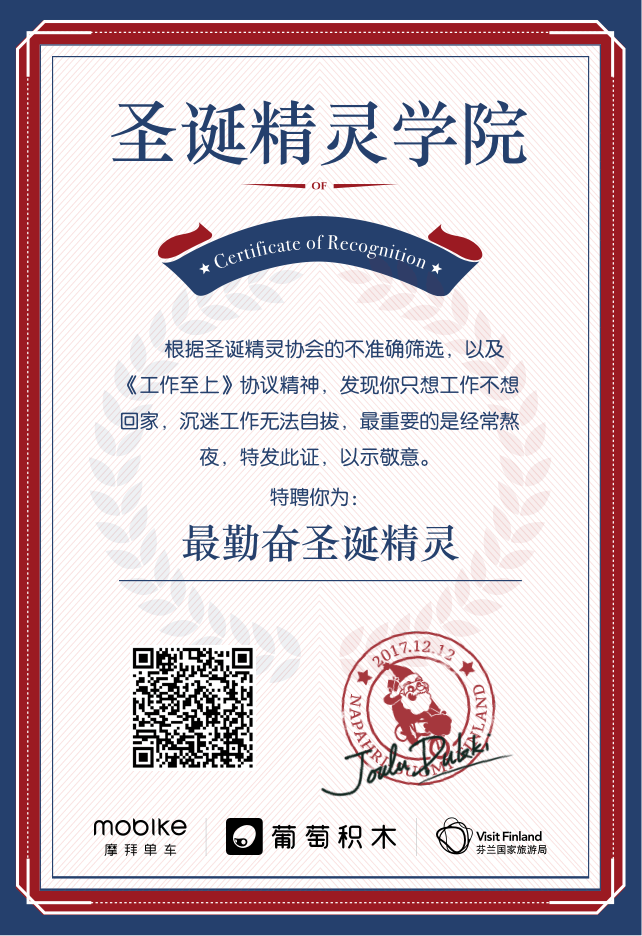 圣诞精灵学院
OF
Certificate of Recognition
根据圣诞精灵协会的不准确筛选，以及
《工作至上》协议精神，发现你只想工作不想
回家，沉迷工作无法自拔，最重要的是经常熬
夜，特发此证，以示敬意。
特聘你为：
最勤奋圣诞精灵
2017.12.12
mobike
摩拜单车
葡萄积木
Visit Finland
芬兰国家旅游局